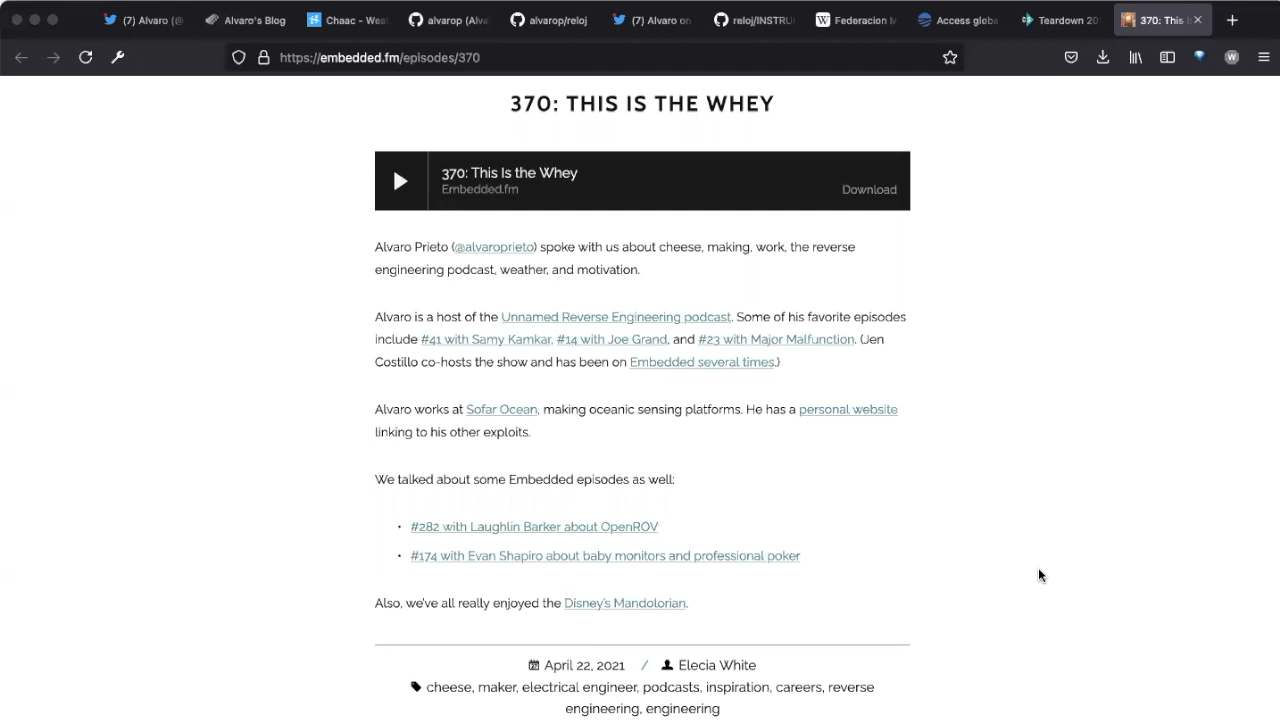 (7) Alvaro (@
Alvaro's Blog
Chaac - Wea
alvarop (Alva
alvarop/reloj
(7) Alvaro on
reloj/INSTRU
Federacion M
Access globa
Teardown 20
370: This I
https://embedded.fm/episodes/370
370: THIS IS THE WHEY
370: This Is the Whey
Embedded.fm
Download
Alvaro Prieto (@alvaroprieto) spoke with us about cheese, making, work, the reverse
engineering podcast, weather, and motivation.
Alvaro is a host of the Unnamed Reverse Engineering podcast. Some of his favorite episodes
include #41 with Samy Kamkar, #14 with Joe Grand, and #23 with Major Malfunction. (Jen
Costillo co-hosts the show and has been on Embedded several times.)
Alvaro works at Sofar Ocean, making oceanic sensing platforms. He has a personal website
linking to his other exploits.
We talked about some Embedded episodes as well:
• #282 with Laughlin Barker about OpenROV
• #174 with Evan Shapiro about baby monitors and professional poker
Also, we've all really enjoyed the Disney's Mandolorian.
April 22, 2021 / Elecia White
cheese, maker, electrical engineer, podcasts, inspiration, careers, reverse
engineering, engineering